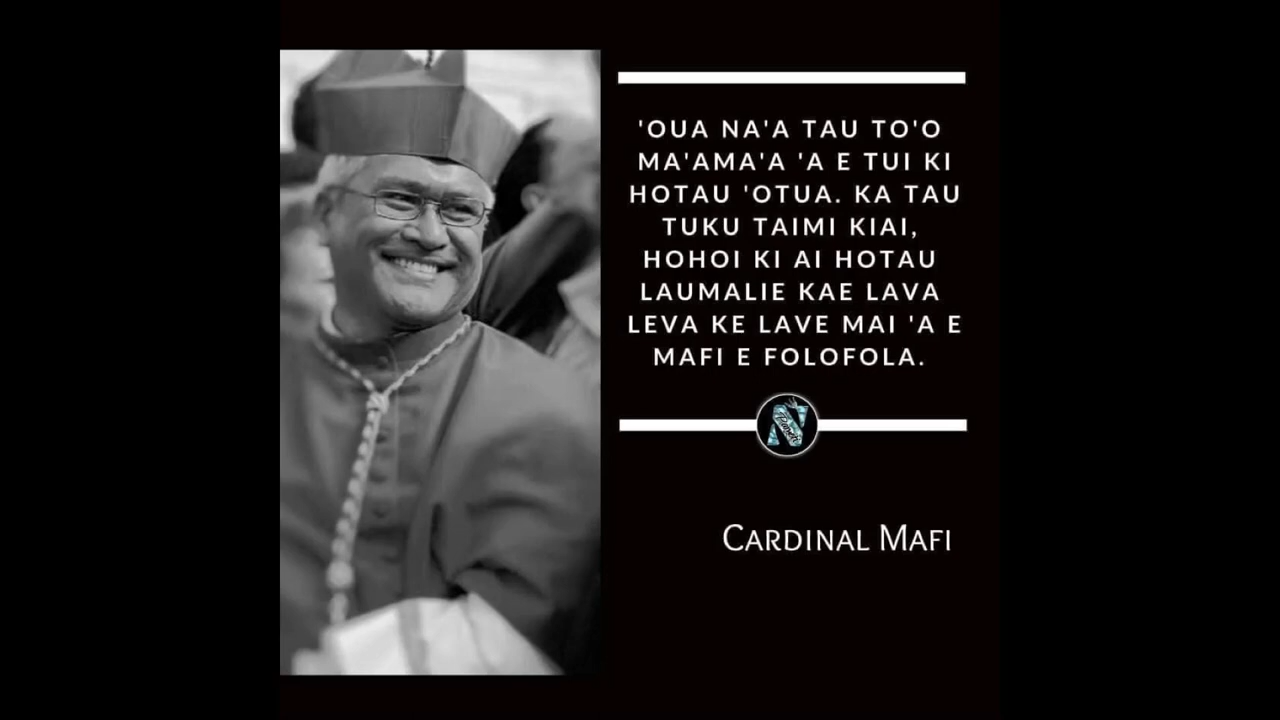 'OUA NA'A TAU TO'O
MA'AMA'A 'A E TUI KI
HOTAU 'OTUA. KA TAU
TUKU TAIMI KIAI,
HOHOI KI AI HOTAU
LAUMALIE KAE LAVA
LEVA KE LAVE MAI 'A E
MAFI E FOLOFOLA.
CARDINAL MAFI